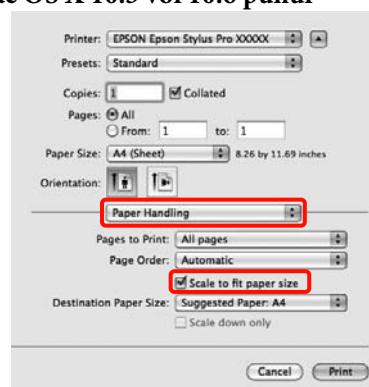 OS X 10.5 või 10.6 puhul
Printer: EPSON Epson Stylus Pro XXXXX
Presets: Standard
Copies: 1 Collated
Pages: All
From: 1 to: 1
Paper Size: A4 (Sheet) 8.26 by 11.69 inches
Orientation:
Paper Handling
Pages to Print: All pages
Page Order: Automatic
Scale to fit paper size
Destination Paper Size: Suggested Paper: A4
Scale down only
Cancel Print